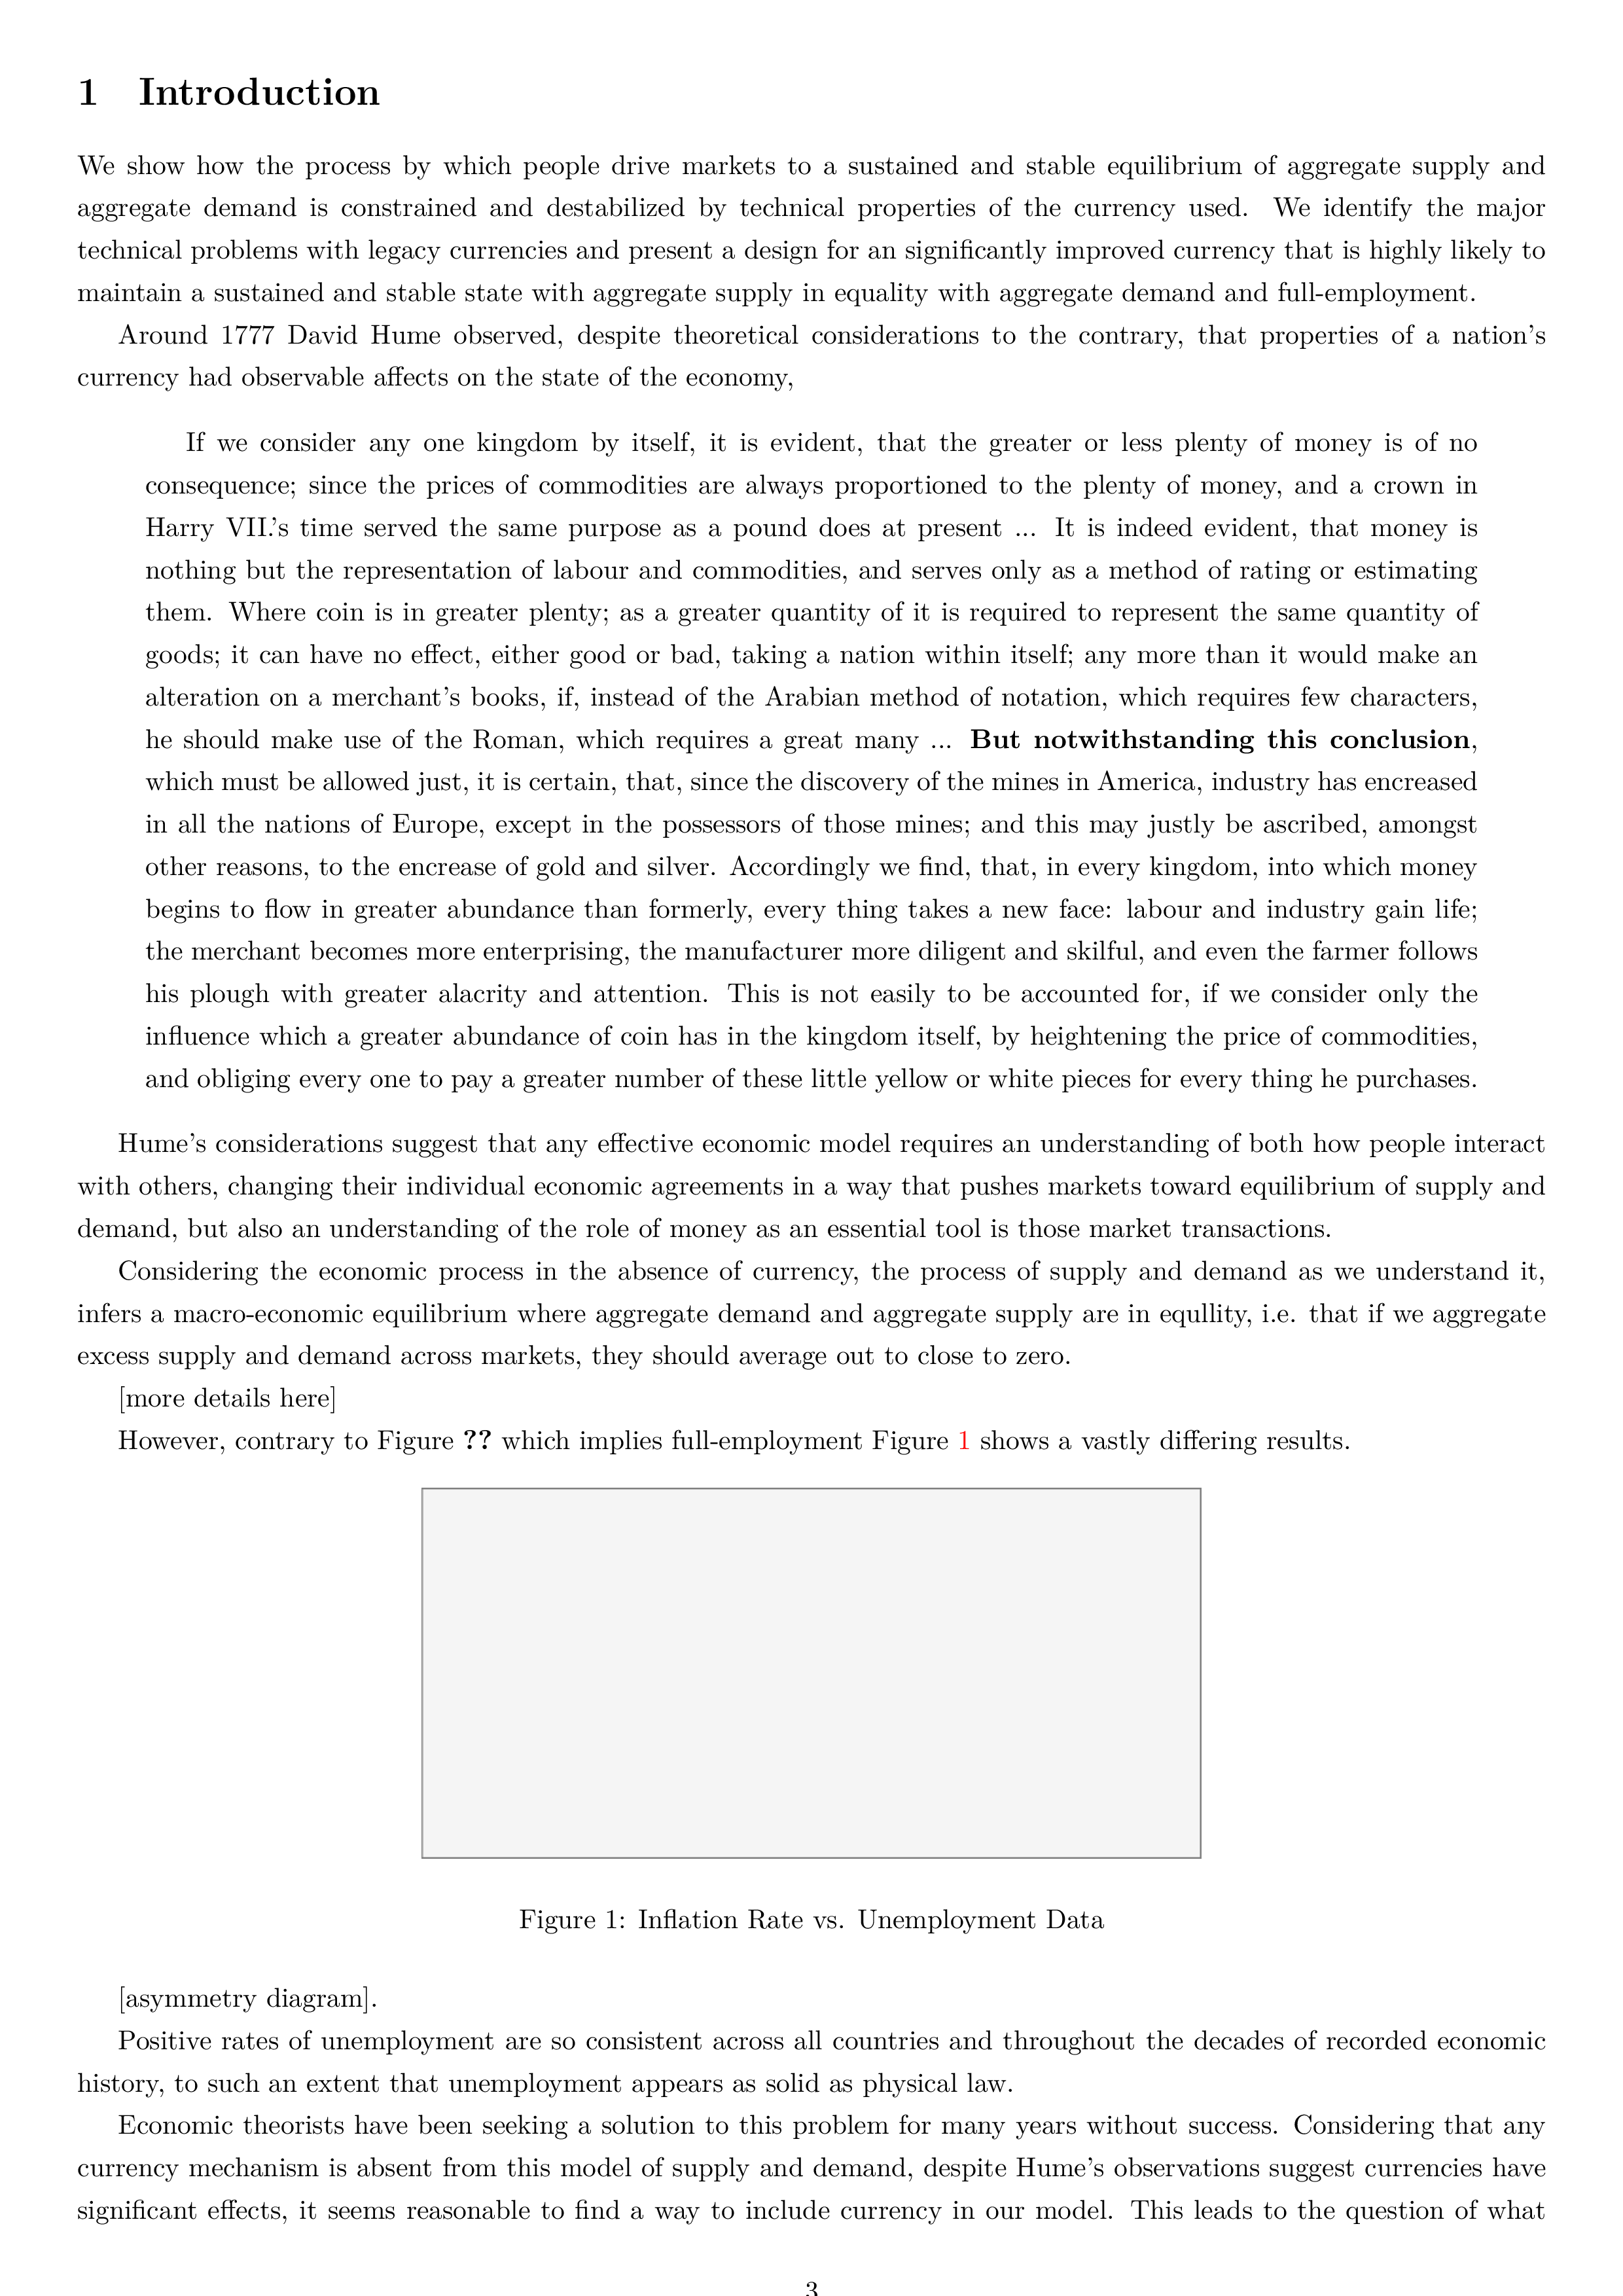 1 Introduction
We show how the process by which people drive markets to a sustained and stable equilibrium of aggregate supply and
aggregate demand is constrained and destabilized by technical properties of the currency used. We identify the major
technical problems with legacy currencies and present a design for an significantly improved currency that is highly likely to
maintain a sustained and stable state with aggregate supply in equality with aggregate demand and full-employment.
Around 1777 David Hume observed, despite theoretical considerations to the contrary, that properties of a nation's
currency had observable affects on the state of the economy,
If we consider any one kingdom by itself, it is evident, that the greater or less plenty of money is of no
consequence; since the prices of commodities are always proportioned to the plenty of money, and a crown in
Harry VII.'s time served the same purpose as a pound does at present ... It is indeed evident, that money is
nothing but the representation of labour and commodities, and serves only as a method of rating or estimating
them. Where coin is in greater plenty; as a greater quantity of it is required to represent the same quantity of
goods; it can have no effect, either good or bad, taking a nation within itself; any more than it would make an
alteration on a merchant's books, if, instead of the Arabian method of notation, which requires few characters,
he should make use of the Roman, which requires a great many ... But notwithstanding this conclusion,
which must be allowed just, it is certain, that, since the discovery of the mines in America, industry has encreased
in all the nations of Europe, except in the possessors of those mines; and this may justly be ascribed, amongst
other reasons, to the encrease of gold and silver. Accordingly we find, that, in every kingdom, into which money
begins to flow in greater abundance than formerly, every thing takes a new face: labour and industry gain life;
the merchant becomes more enterprising, the manufacturer more diligent and skilful, and even the farmer follows
his plough with greater alacrity and attention. This is not easily to be accounted for, if we consider only the
influence which a greater abundance of coin has in the kingdom itself, by heightening the price of commodities,
and obliging every one to pay a greater number of these little yellow or white pieces for every thing he purchases.
Hume's considerations suggest that any effective economic model requires an understanding of both how people interact
with others, changing their individual economic agreements in a way that pushes markets toward equilibrium of supply and
demand, but also an understanding of the role of money as an essential tool is those market transactions.
Considering the economic process in the absence of currency, the process of supply and demand as we understand it,
infers a macro-economic equilibrium where aggregate demand and aggregate supply are in equllity, i.e. that if we aggregate
excess supply and demand across markets, they should average out to close to zero.
[more details here]
However, contrary to Figure ?? which implies full-employment Figure 1 shows a vastly differing results.
Figure 1: Inflation Rate vs. Unemployment Data
[asymmetry diagram].
Positive rates of unemployment are so consistent across all countries and throughout the decades of recorded economic
history, to such an extent that unemployment appears as solid as physical law.
Economic theorists have been seeking a solution to this problem for many years without success. Considering that any
currency mechanism is absent from this model of supply and demand, despite Hume's observations suggest currencies have
significant effects, it seems reasonable to find a way to include currency in our model. This leads to the question of what
3